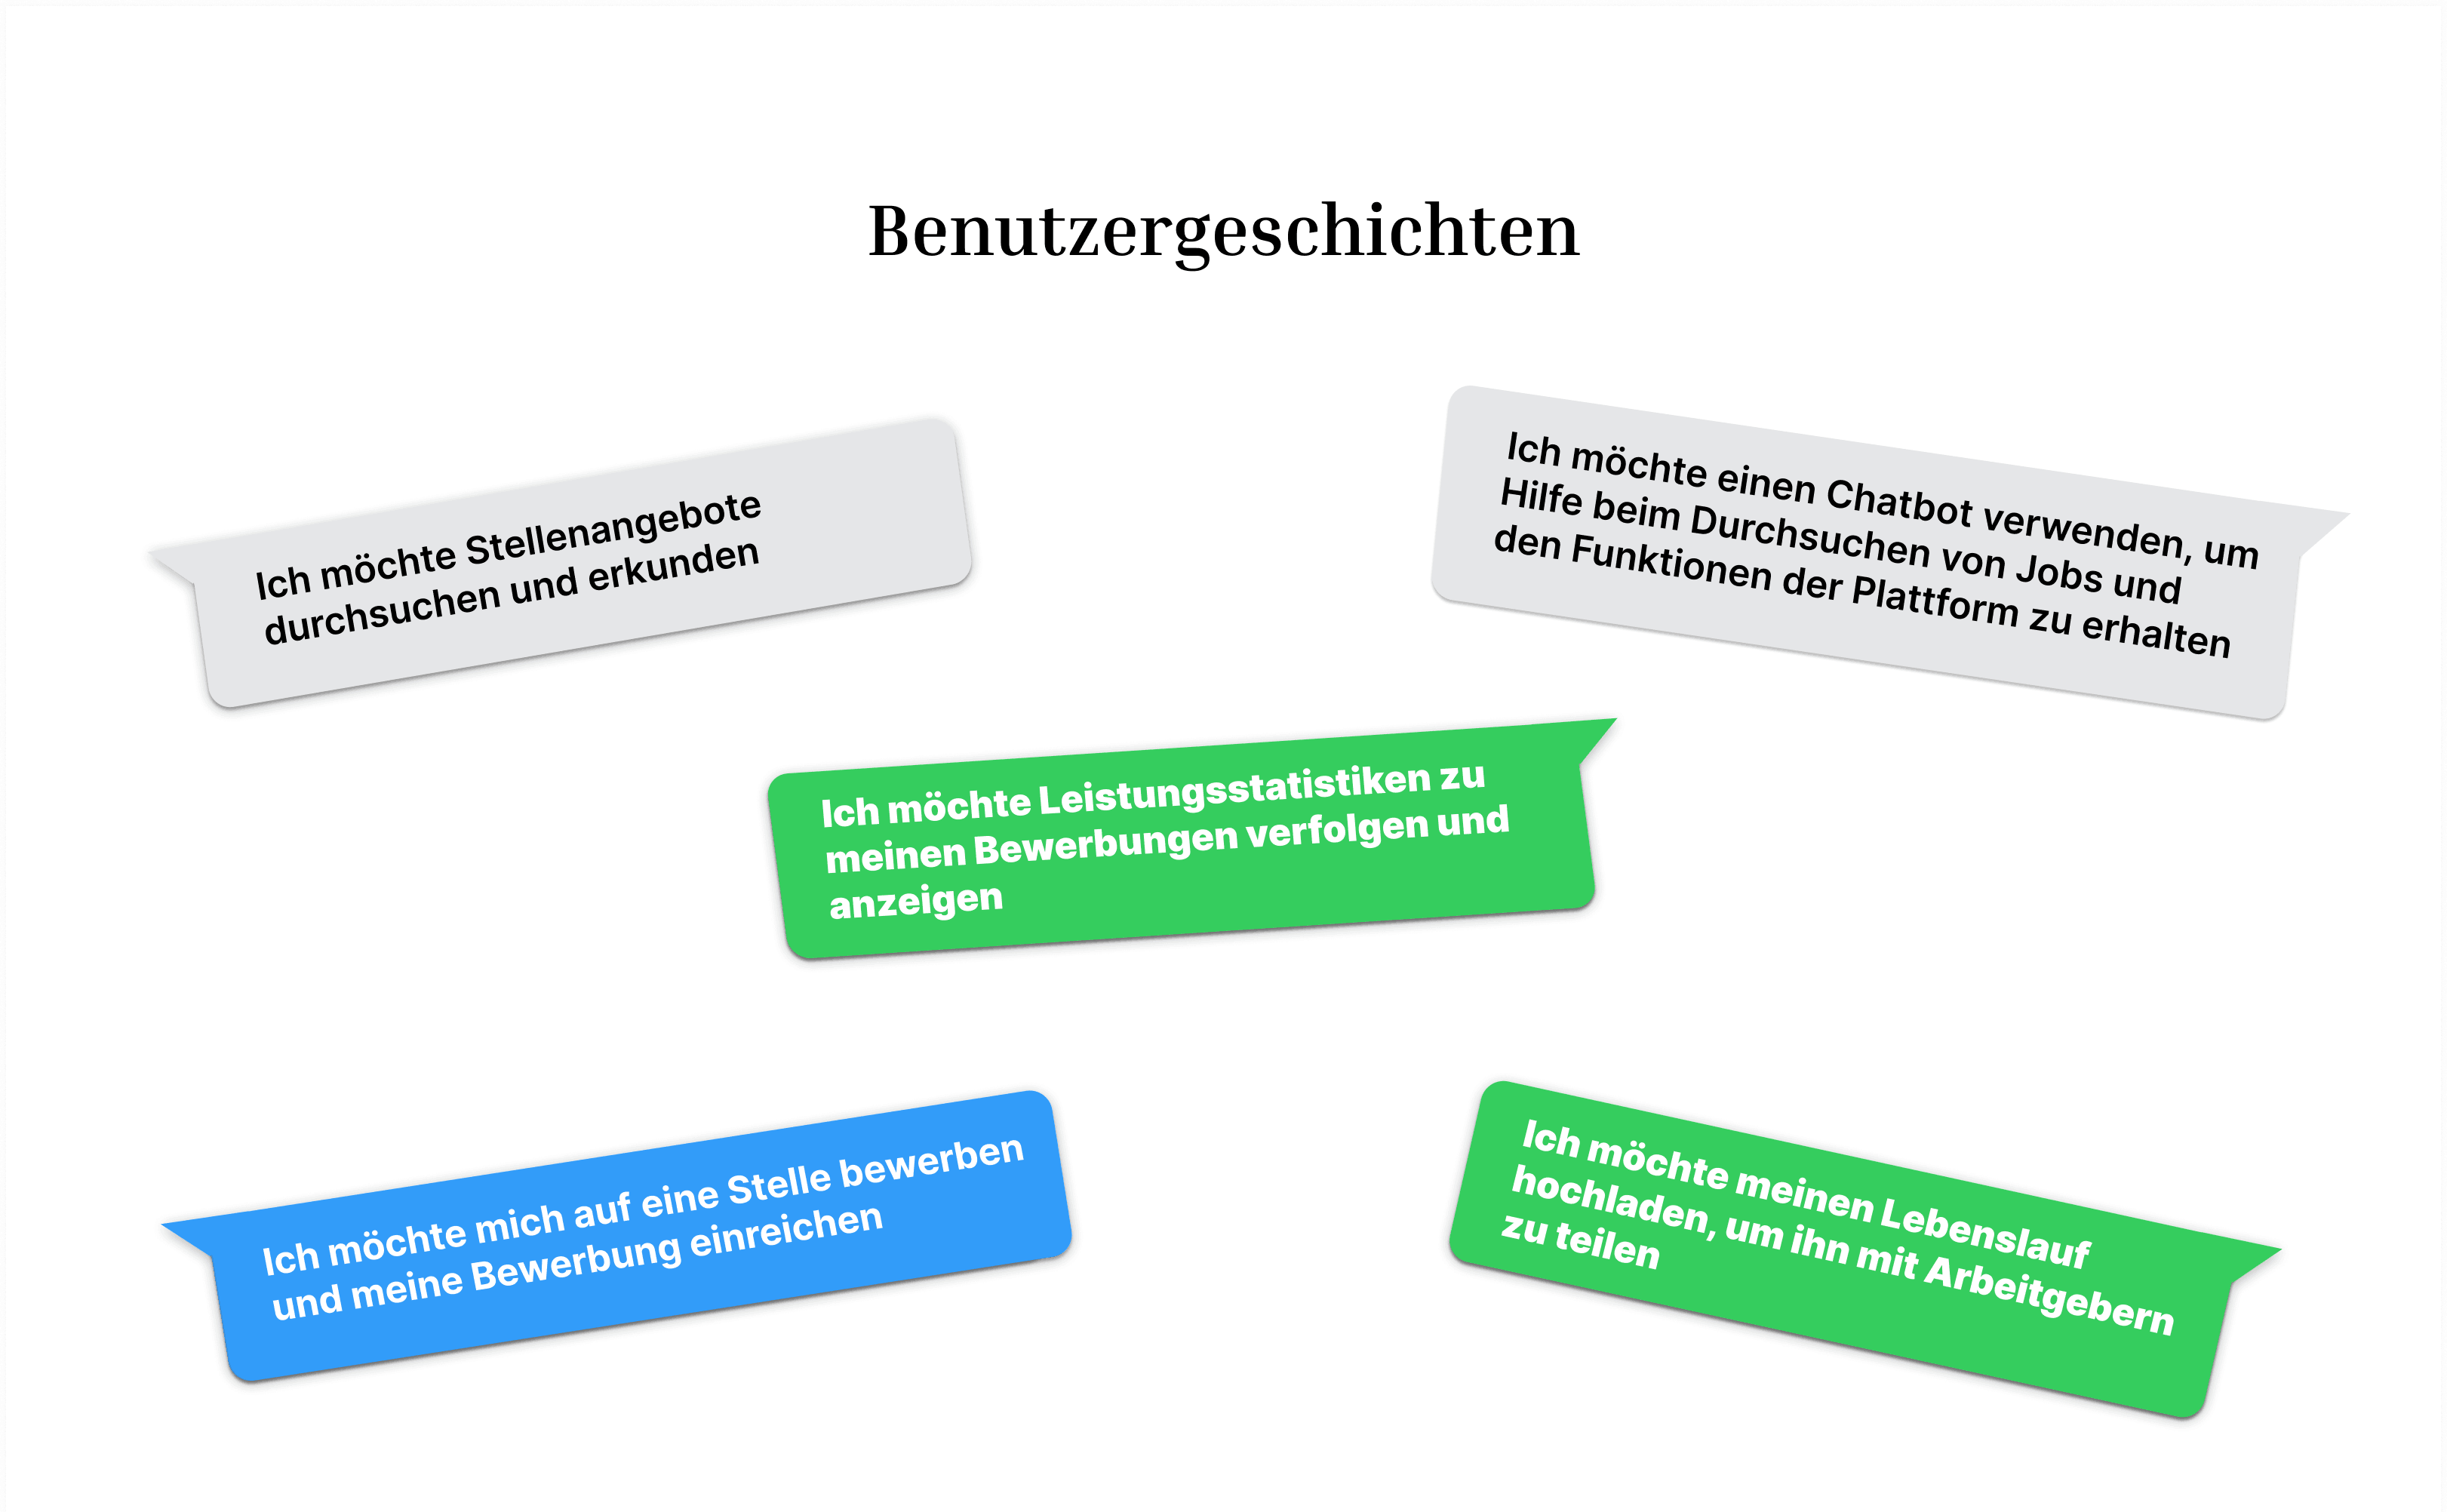 Benutzergeschichten
Ich möchte Stellenangebote
durchsuchen und erkunden
Ich möchte einen Chatbot verwenden, um
Hilfe beim Durchsuchen von Jobs und
den Funktionen der Plattform zu erhalten
Ich möchte Leistungsstatistiken zu
meinen Bewerbungen verfolgen und
anzeigen
Ich möchte mich auf eine Stelle bewerben
und meine Bewerbung einreichen
Ich möchte meinen Lebenslauf
hochladen, um ihn mit Arbeitgebern
zu teilen